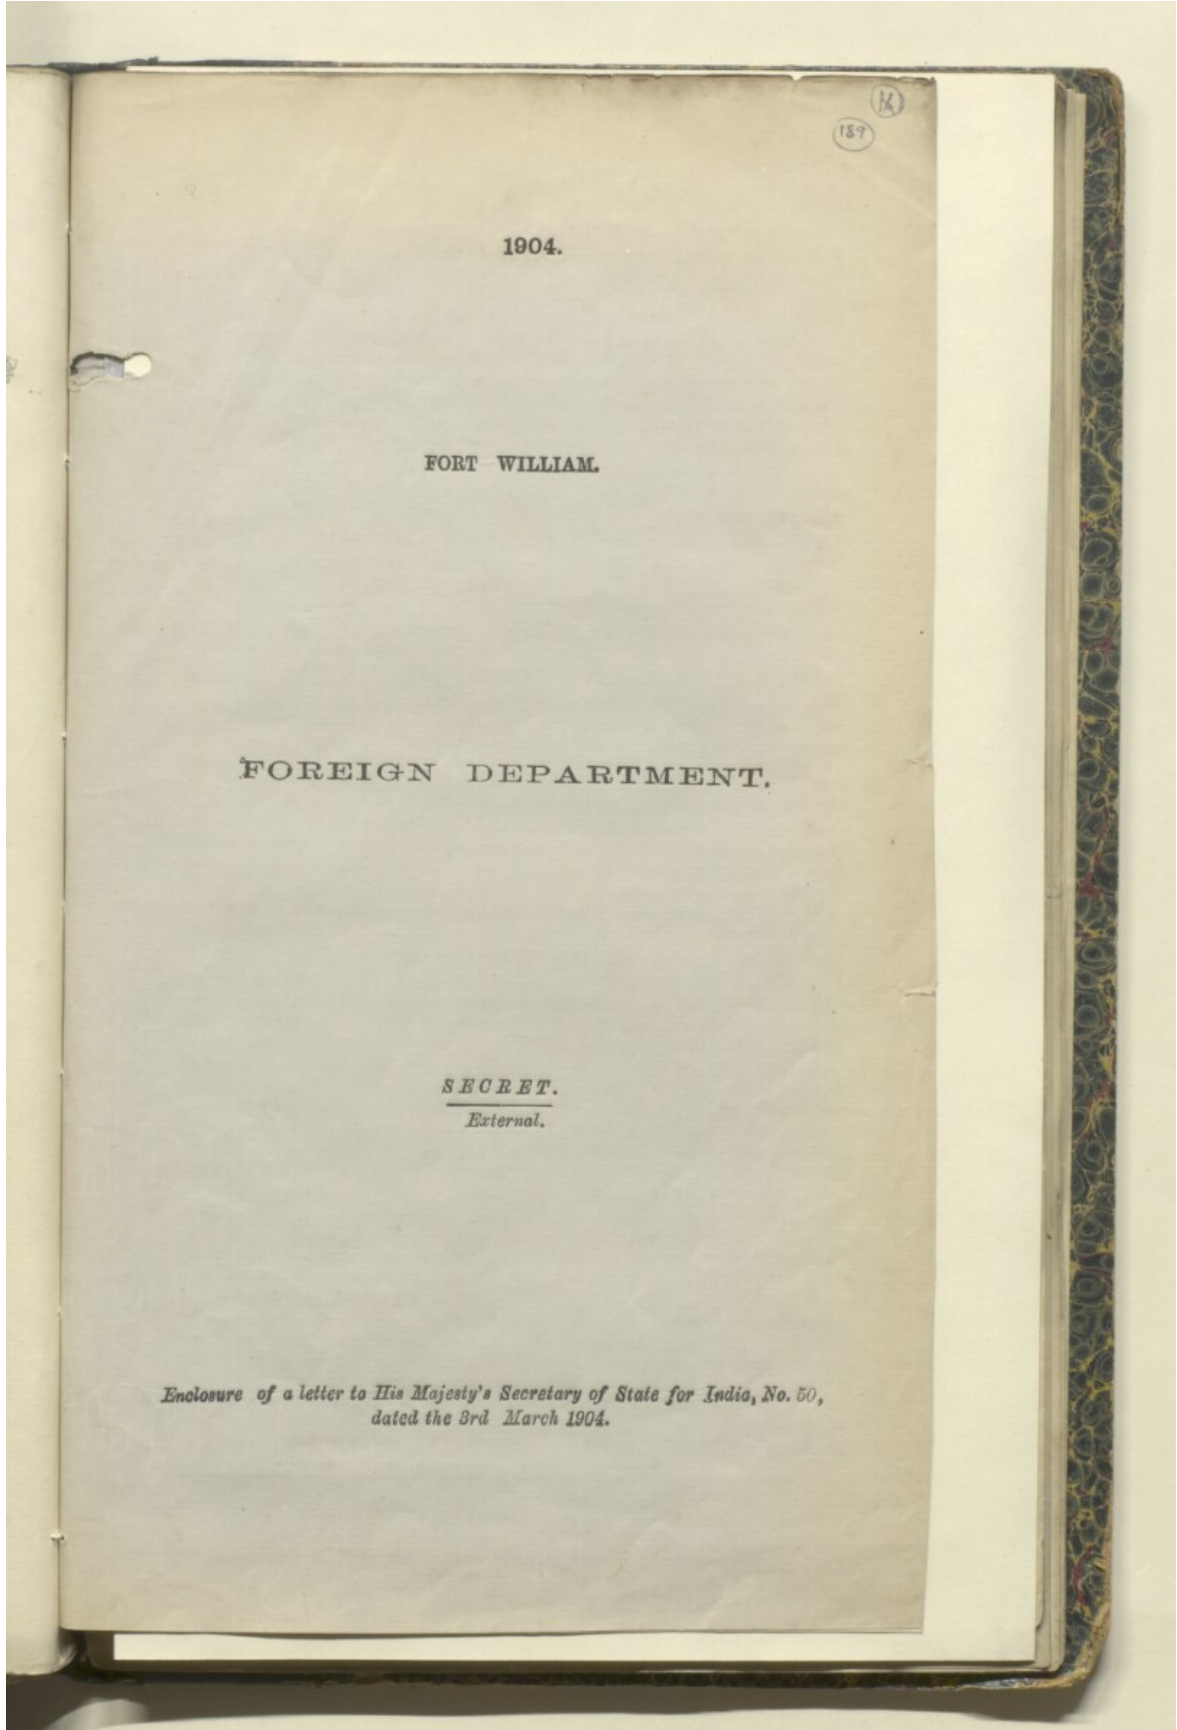 189
1904.
FORT WILLIAM.
FOREIGN DEPARTMENT.
SECRET.
External.
Enclosure of a letter to His Majesty's Secretary of State for India, No. 50,
dated the 3rd March 1904.